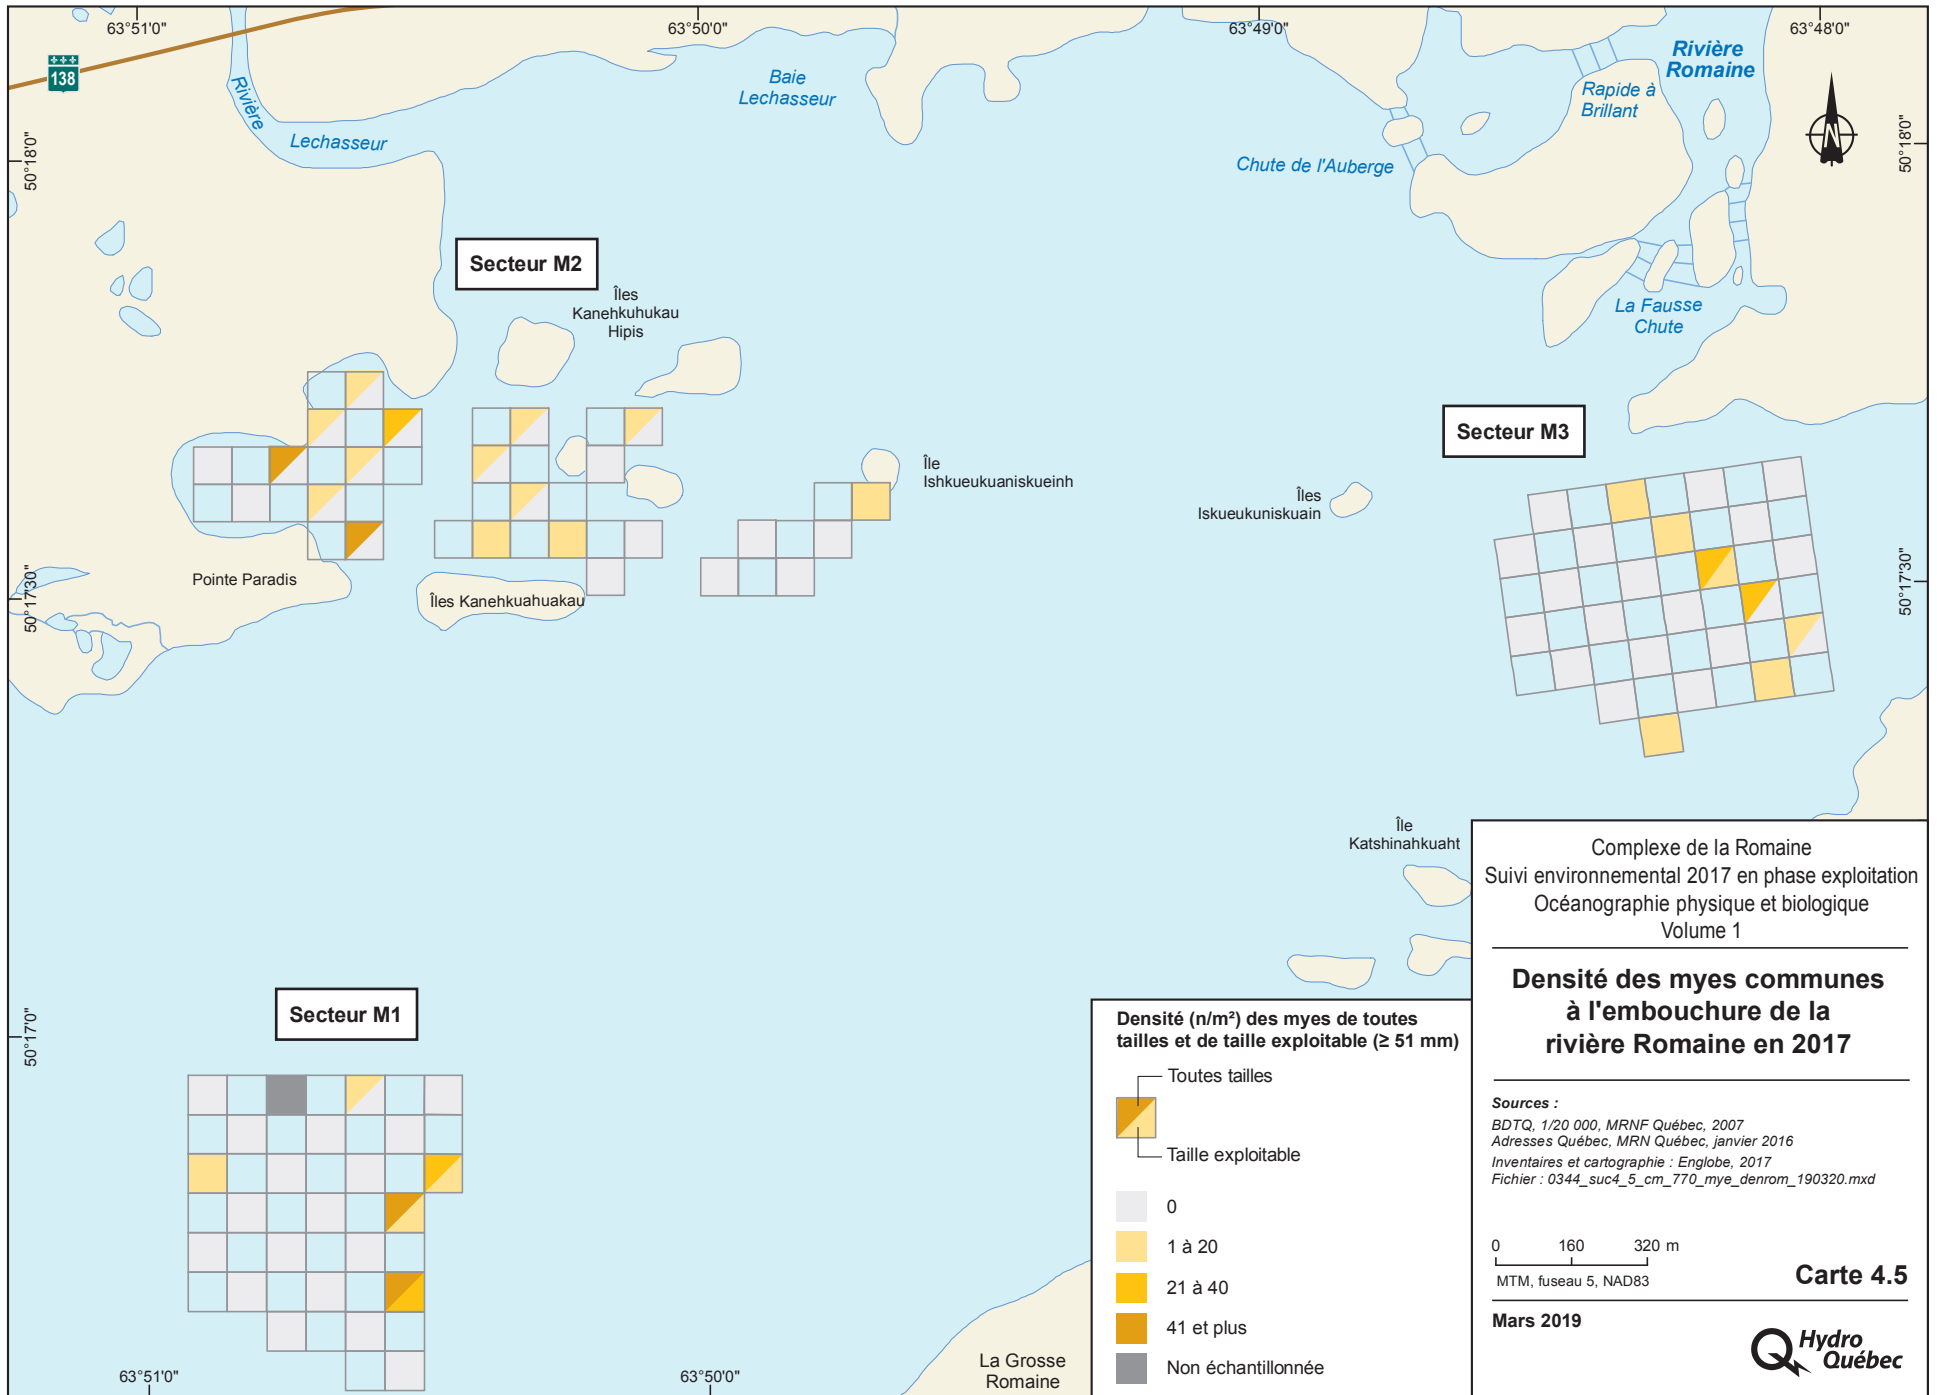 63°51'0"
63°50'0"
63°49'0"
63°48'0"
138
Rivière
Lechasseur
Baie
Lechasseur
Rivière
Romaine
Rapide à
Brillant
Chute de l'Auberge
N
50°18'0"
50°18'0"
La Fausse
Chute
Secteur M2
Îles
Kanehkuhukau
Hipis
Secteur M3
Île
Ishkueukuaniskueinh
Îles
Iskueukuniskuain
Pointe Paradis
Îles Kanehkuahuakau
50°17'30"
50°17'30"
Île
Katshinahkuaht
Secteur M1
50°17'0"
63°51'0"
63°50'0"
La Grosse
Romaine
Densité (n/m²) des myes de toutes
tailles et de taille exploitable (≥ 51 mm)
Toutes tailles
Taille exploitable
0
1 à 20
21 à 40
41 et plus
Non échantillonnée
Complexe de la Romaine
Suivi environnemental 2017 en phase exploitation
Océanographie physique et biologique
Volume 1
Densité des myes communes
à l'embouchure de la
rivière Romaine en 2017
Sources :
BDTQ, 1/20 000, MRNF Québec, 2007
Adresses Québec, MRN Québec, janvier 2016
Inventaires et cartographie : Englobe, 2017
Fichier : 0344_suc4_5_cm_770_mye_denrom_190320.mxd
0 160 320 m
MTM, fuseau 5, NAD83
Carte 4.5
Mars 2019
Hydro
Québec